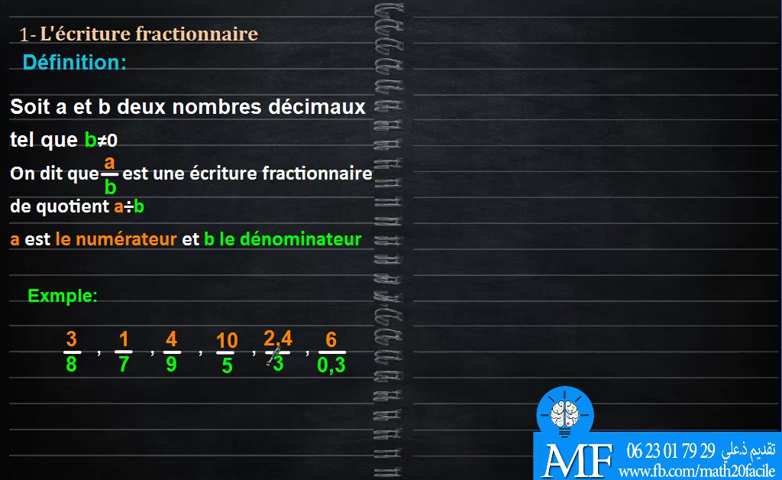 1- L'écriture fractionnaire
Définition:
Soit a et b deux nombres décimaux
tel que b≠0
On dit que a/b est une écriture fractionnaire
de quotient a÷b
a est le numérateur et b le dénominateur
Exmple:
3/8 , 1/7 , 4/9 , 10/5 , 2,4/3 , 6/0,3
تقديم ذ.علي 06 23 01 79 29
MF www.fb.com/math20facile